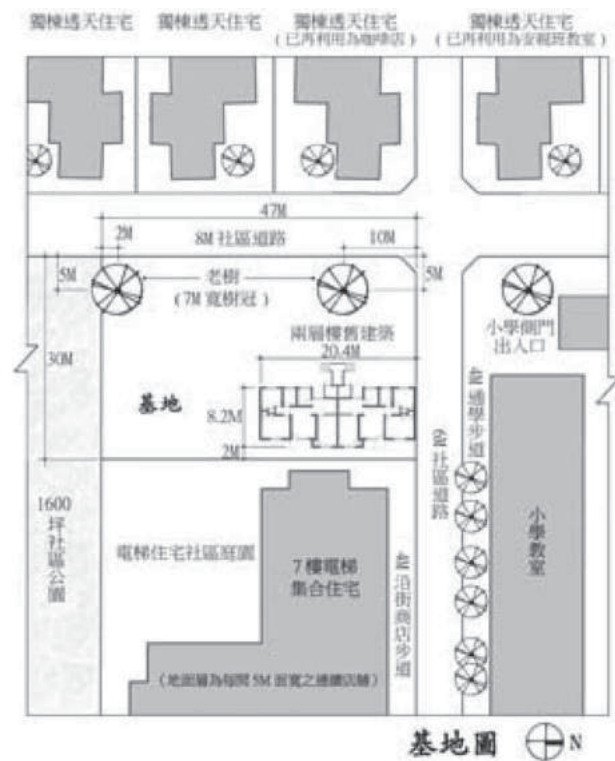 獨棟透天住宅
獨棟透天住宅
獨棟透天住宅
(已再利用為咖啡店)
獨棟透天住宅
(已再利用為安親班教室)
47M
2M
8M 社區道路
10M
5M
老樹
(7M 寬樹冠)
5M
小學側門
出入口
兩層樓舊建築
20.4M
30M
基地
8.2M
2M
4M 通學步道
6M 社區道路
1600坪社區公園
電梯住宅社區庭園
7樓電梯
集合住宅
4M 沿街商店步道
小學教室
(地面層為每間 5M 面寬之連續店舖)
基地圖
N